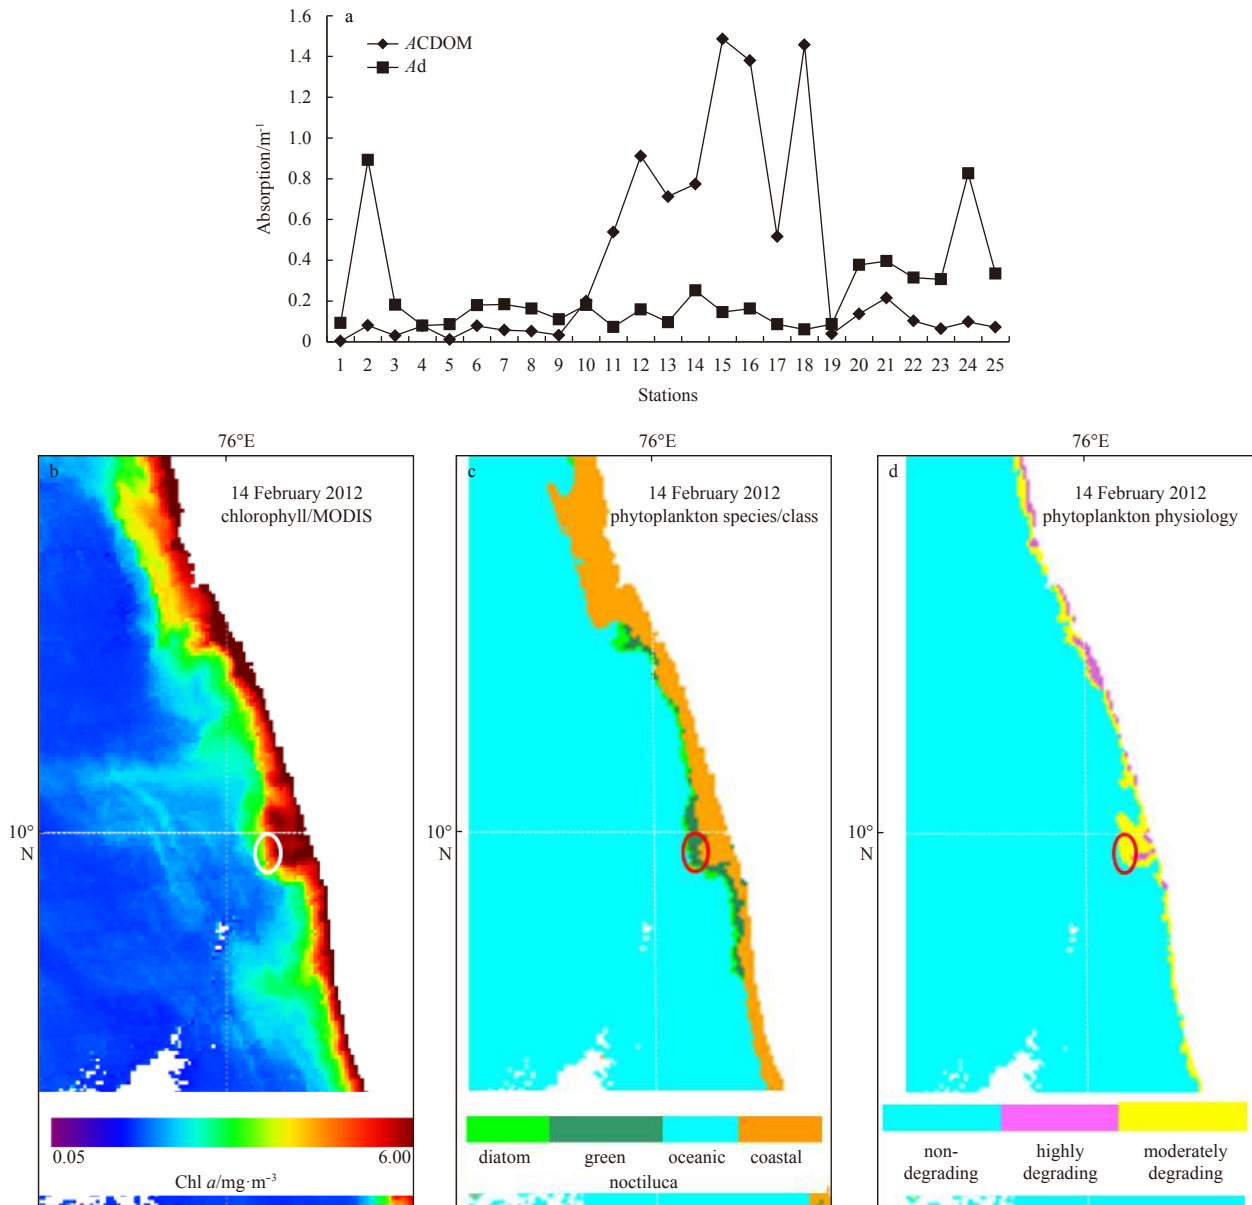 a
1.6
1.4
1.2
1.0
0.8
0.6
0.4
0.2
0
Absorption/m⁻¹
ACDOM
Ad
1 2 3 4 5 6 7 8 9 10 11 12 13 14 15 16 17 18 19 20 21 22 23 24 25
Stations
76°E
b
14 February 2012
chlorophyll/MODIS
10°
N
0.05 6.00
Chl a/mg·m⁻³
76°E
c
14 February 2012
phytoplankton species/class
10°
N
diatom green oceanic coastal
noctiluca
76°E
d
14 February 2012
phytoplankton physiology
10°
N
non- highly moderately
degrading degrading degrading